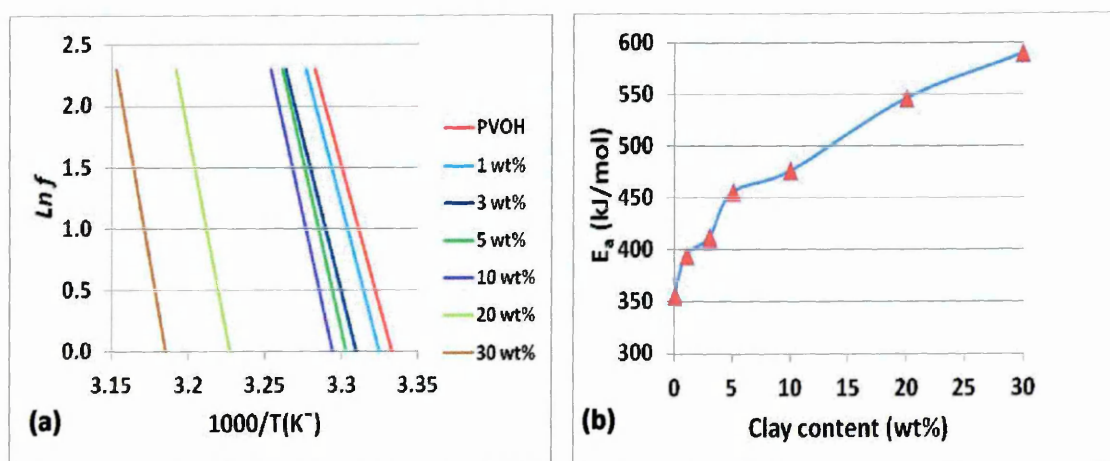 2.5
2.0
1.5
1.0
0.5
0.0
Ln f
3.15
3.2
3.25
3.3
3.35
1000/T(K⁻)
(a)
PVOH
1 wt%
3 wt%
5 wt%
10 wt%
20 wt%
30 wt%
600
550
500
450
400
350
300
Eₐ (kJ/mol)
0
5
10
15
20
25
30
Clay content (wt%)
(b)